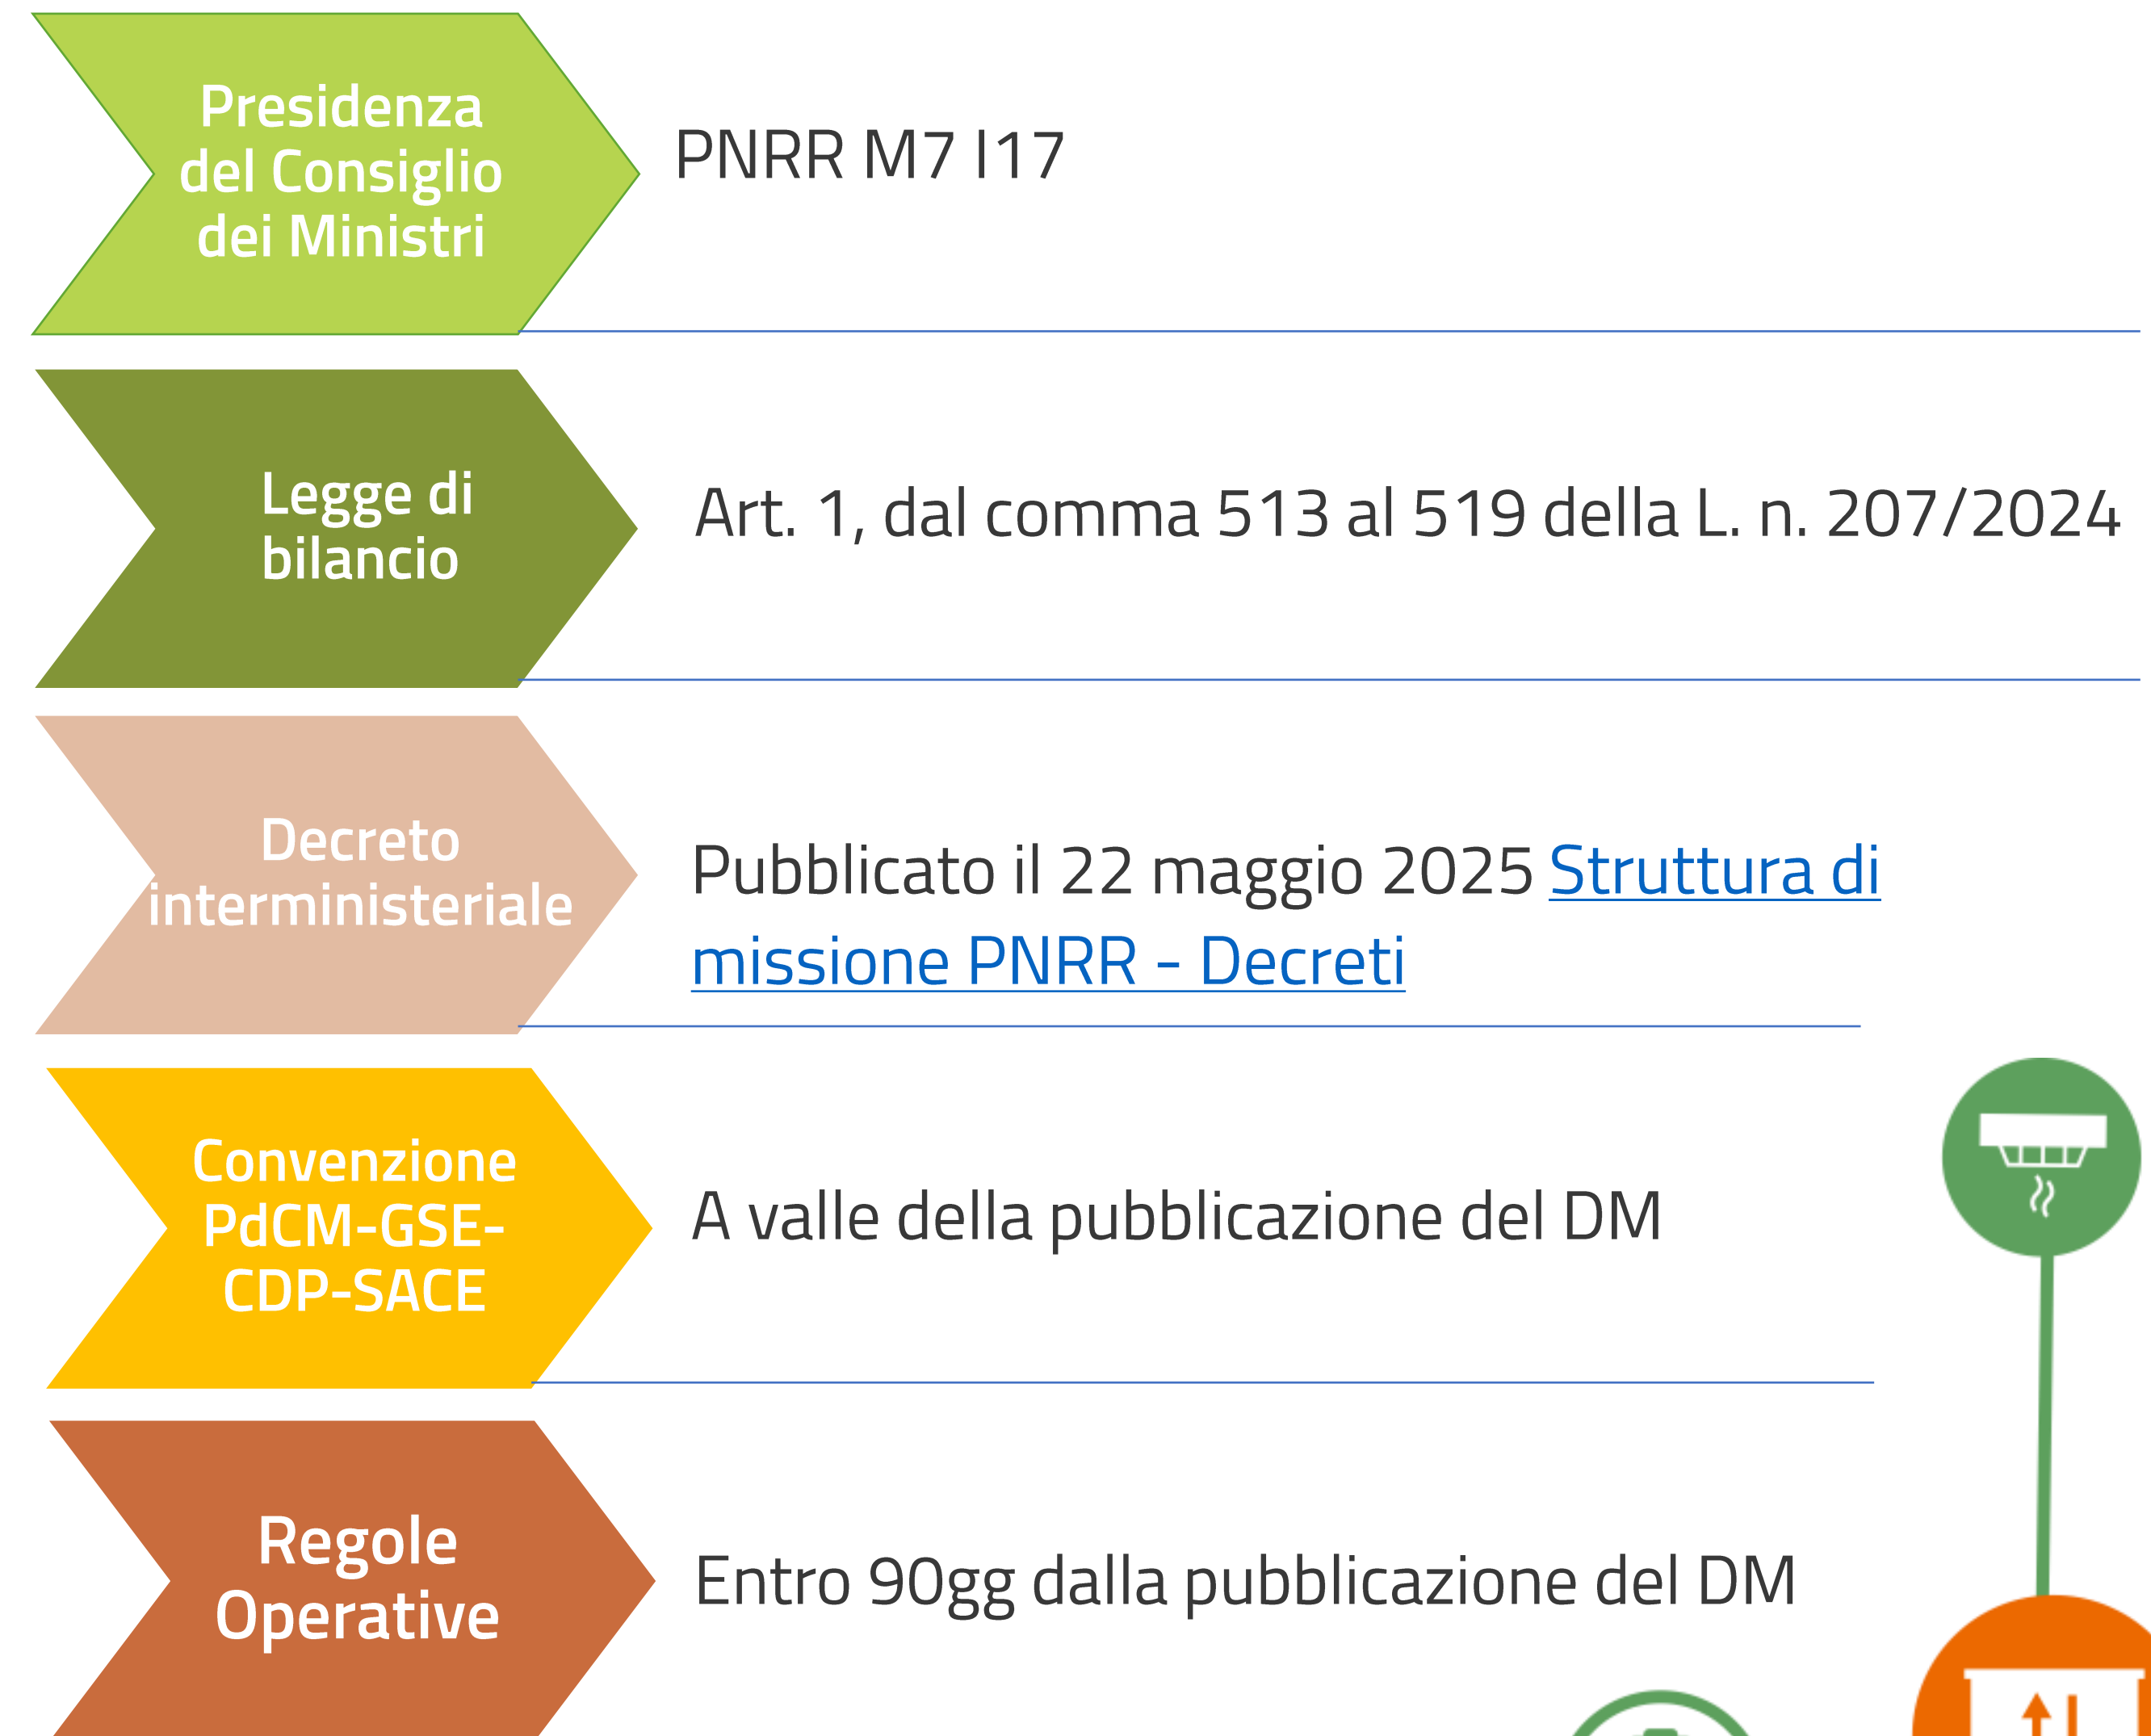 Presidenza
del Consiglio
dei Ministri
PNRR M7 I17
Legge di
bilancio
Art. 1, dal comma 513 al 519 della L. n. 207/2024
Decreto
interministeriale
Pubblicato il 22 maggio 2025 Struttura di
missione PNRR - Decreti
Convenzione
PdCM-GSE-
CDP-SACE
A valle della pubblicazione del DM
Regole
Operative
Entro 90gg dalla pubblicazione del DM